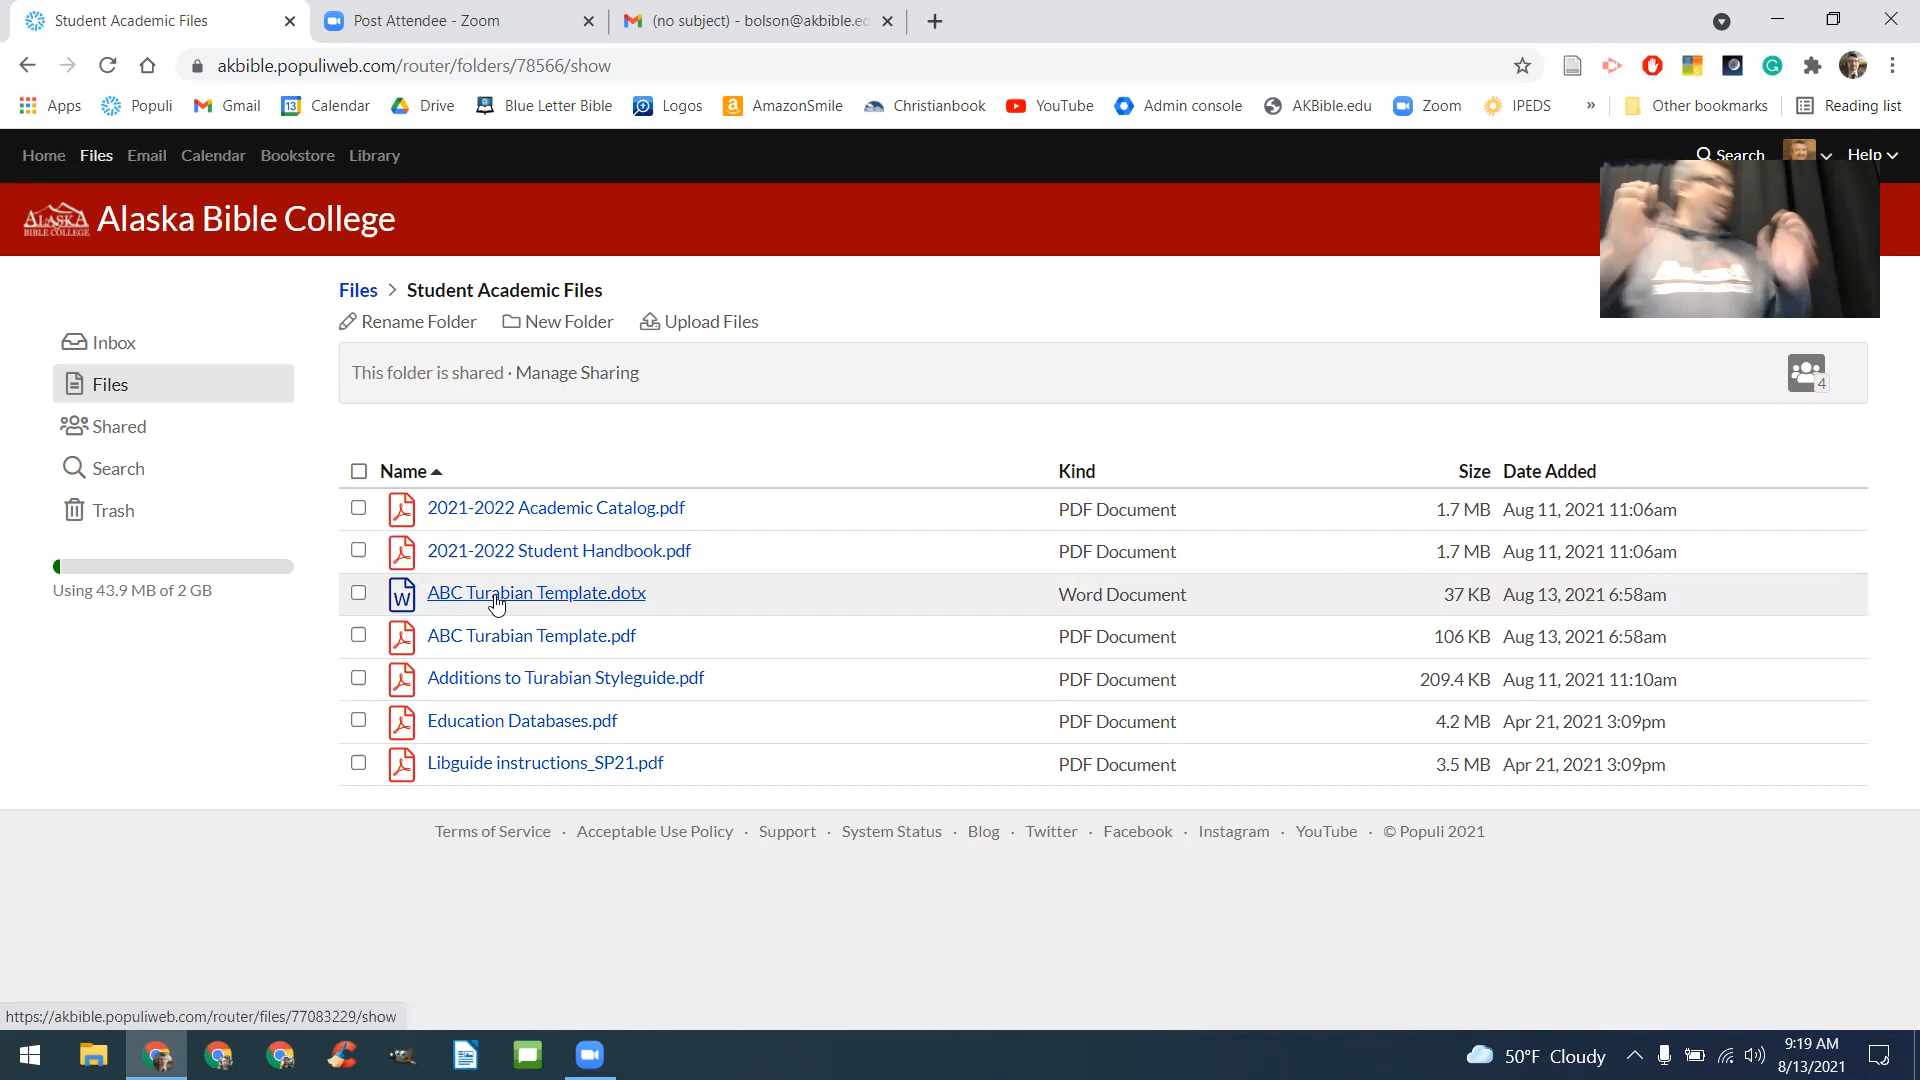 Student Academic Files
Post Attendee - Zoom
(no subject) - bolson@akbible.ed
akbible.populiweb.com/router/folders/78566/show
Apps
Populi
Gmail
Calendar
Drive
Blue Letter Bible
Logos
AmazonSmile
Christianbook
YouTube
Admin console
AKBible.edu
Zoom
IPEDS
»
Other bookmarks
Reading list
Home Files Email Calendar Bookstore Library
Search
Help
ALASKA
BIBLE COLLEGE
Alaska Bible College
Files > Student Academic Files
Rename Folder New Folder Upload Files
This folder is shared · Manage Sharing
4
Inbox
Files
Shared
Search
Trash
Using 43.9 MB of 2 GB
Name Kind Size Date Added
2021-2022 Academic Catalog.pdf PDF Document 1.7 MB Aug 11, 2021 11:06am
2021-2022 Student Handbook.pdf PDF Document 1.7 MB Aug 11, 2021 11:06am
ABC Turabian Template.dotx Word Document 37 KB Aug 13, 2021 6:58am
ABC Turabian Template.pdf PDF Document 106 KB Aug 13, 2021 6:58am
Additions to Turabian Styleguide.pdf PDF Document 209.4 KB Aug 11, 2021 11:10am
Education Databases.pdf PDF Document 4.2 MB Apr 21, 2021 3:09pm
Libguide instructions_SP21.pdf PDF Document 3.5 MB Apr 21, 2021 3:09pm
Terms of Service · Acceptable Use Policy · Support · System Status · Blog · Twitter · Facebook · Instagram · YouTube · © Populi 2021
https://akbible.populiweb.com/router/files/77083229/show
50°F Cloudy
9:19 AM
8/13/2021